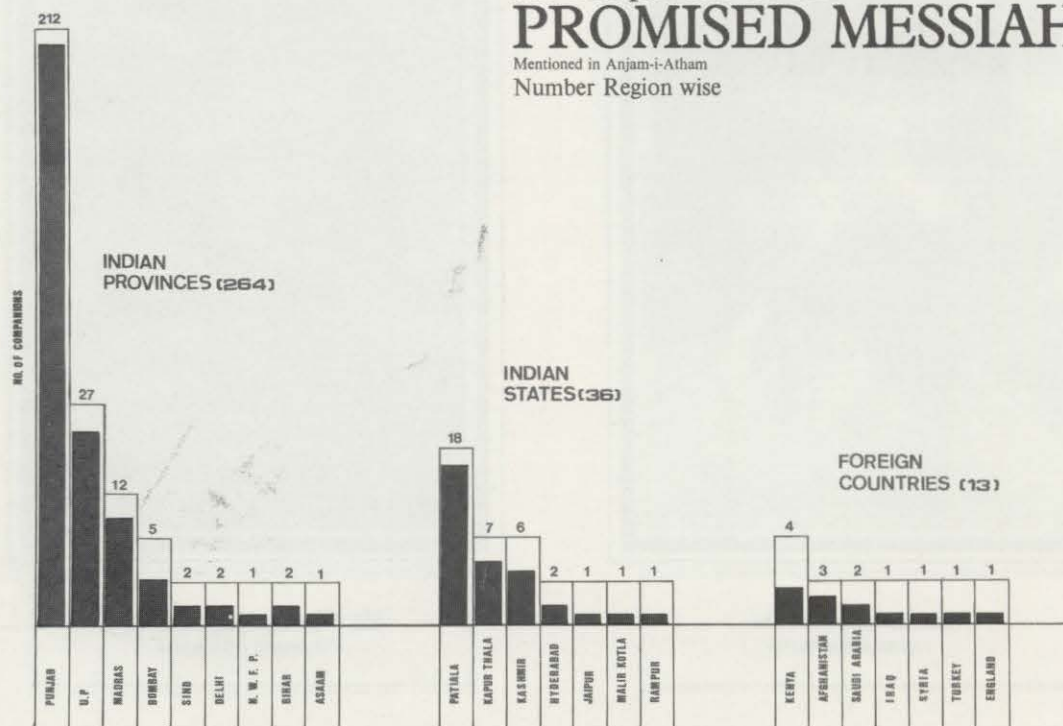 PROMISED MESSIAH
Mentioned in Anjam-i-Atham
Number Region wise
NO. OF COMPANIONS
INDIAN
PROVINCES (264)
212
27
12
5
2
2
1
2
1
PUNJAB
U.P
MADRAS
BOMBAY
SIND
DELHI
N. W. F. P.
BIHAR
ASAAM
INDIAN
STATES (36)
18
7
6
2
1
1
1
PATIALA
KAPUR THALA
KASHMIR
HYDERABAD
JAIPUR
MALIR KOTLA
RAMPUR
FOREIGN
COUNTRIES (13)
4
3
2
1
1
1
1
KENYA
AFGHANISTAN
SAUDI ARABIA
IRAQ
SYRIA
TURKEY
ENGLAND